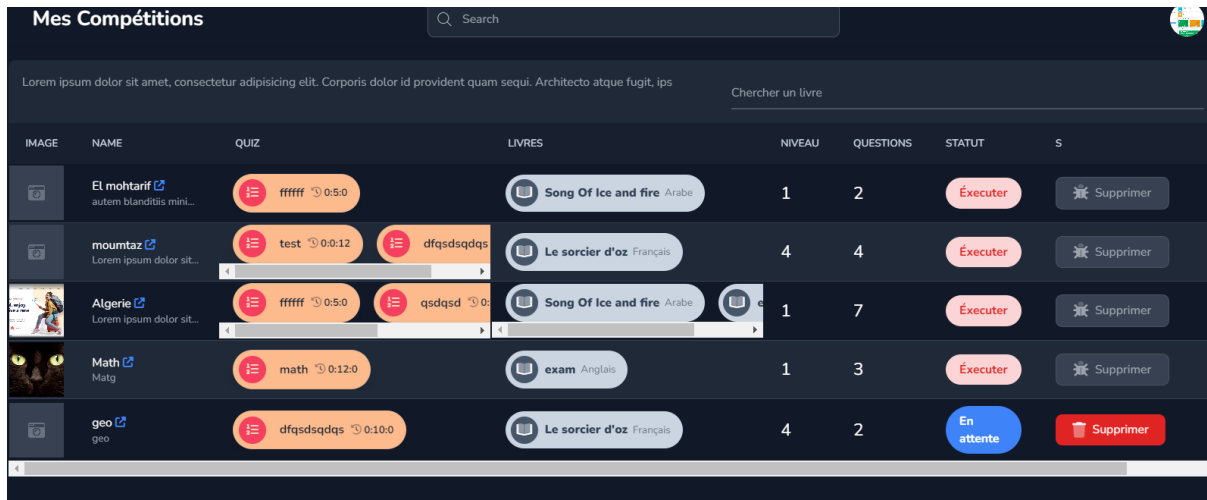 Mes Compétitions
Search
Lorem ipsum dolor sit amet, consectetur adipisicing elit. Corporis dolor id provident quam sequi. Architecto atque fugit, ips
Chercher un livre
IMAGE NAME QUIZ LIVRES NIVEAU QUESTIONS STATUT S
El mohtarif
autem blanditiis mini...
ffffff 0:5:0
Song Of Ice and fire Arabe
1 2 Éxecuter Supprimer
moumtaz
Lorem ipsum dolor sit...
test 0:0:12 dfqsdsqdqs
Le sorcier d'oz Français
4 4 Éxecuter Supprimer
Algerie
Lorem ipsum dolor sit...
ffffff 0:5:0 qsdqsd 0:
Song Of Ice and fire Arabe e
1 7 Éxecuter Supprimer
Math
Matg
math 0:12:0
exam Anglais
1 3 Éxecuter Supprimer
geo
geo
dfqsdsqdqs 0:10:0
Le sorcier d'oz Français
4 2 En
attente
Supprimer